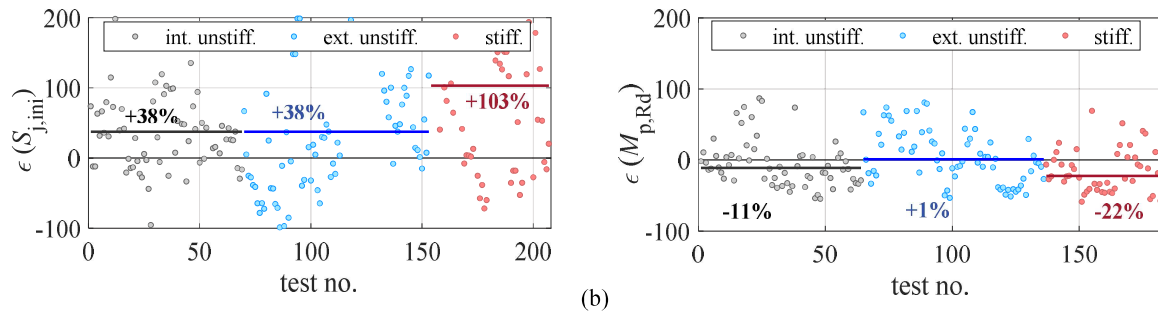 200
100
0
-100
ϵ (S_j,ini)
int. unstiff. ext. unstiff. stiff.
+38% +38% +103%
0 50 100 150 200
test no.
(b)
200
100
0
-100
ϵ (M_p,Rd)
int. unstiff. ext. unstiff. stiff.
-11% +1% -22%
0 50 100 150
test no.